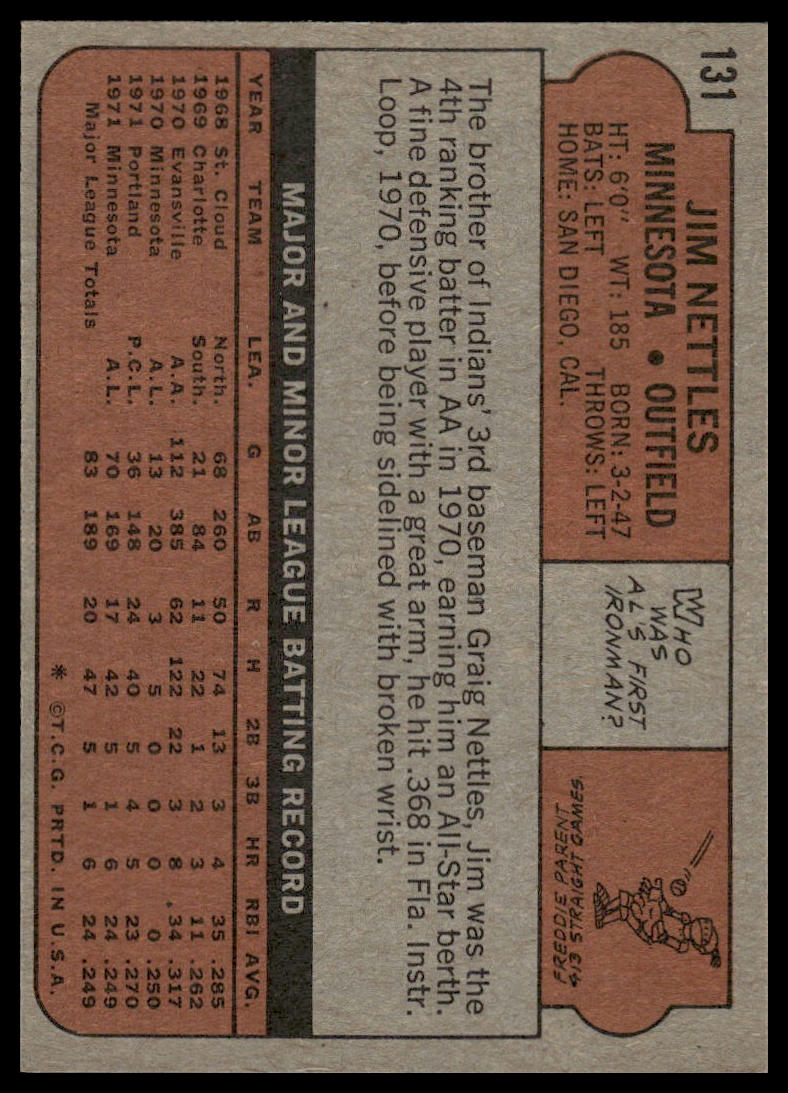 131
JIM NETTLES
MINNESOTA • OUTFIELD
HT: 6'0" WT: 185 BORN: 3-2-47
BATS: LEFT THROWS: LEFT
HOME: SAN DIEGO, CAL.
WHO
WAS
AL'S FIRST
IRONMAN?
FREDDIE PARENT
413 STRAIGHT GAMES.
The brother of Indians' 3rd baseman Graig Nettles, Jim was the
4th ranking batter in AA in 1970, earning him an All-Star berth.
A fine defensive player with a great arm, he hit .368 in Fla. Instr.
Loop, 1970, before being sidelined with broken wrist.
MAJOR AND MINOR LEAGUE BATTING RECORD
YEAR TEAM LEA. G AB R H 2B 3B HR RBI AVG.
1968 St. Cloud North. 68 260 50 74 13 3 4 35 .285
1969 Charlotte South. 21 84 11 22 1 2 3 11 .262
1970 Evansville A.A. 112 385 62 122 22 3 8 34 .317
1970 Minnesota A.L. 13 20 3 5 0 0 0 0 .250
1971 Portland P.C.L. 36 148 24 40 5 4 5 23 .270
1971 Minnesota A.L. 70 169 17 42 5 1 6 24 .249
Major League Totals 83 189 20 47 5 1 6 24 .249
* ©T.C.G. PRTD. IN U.S.A.